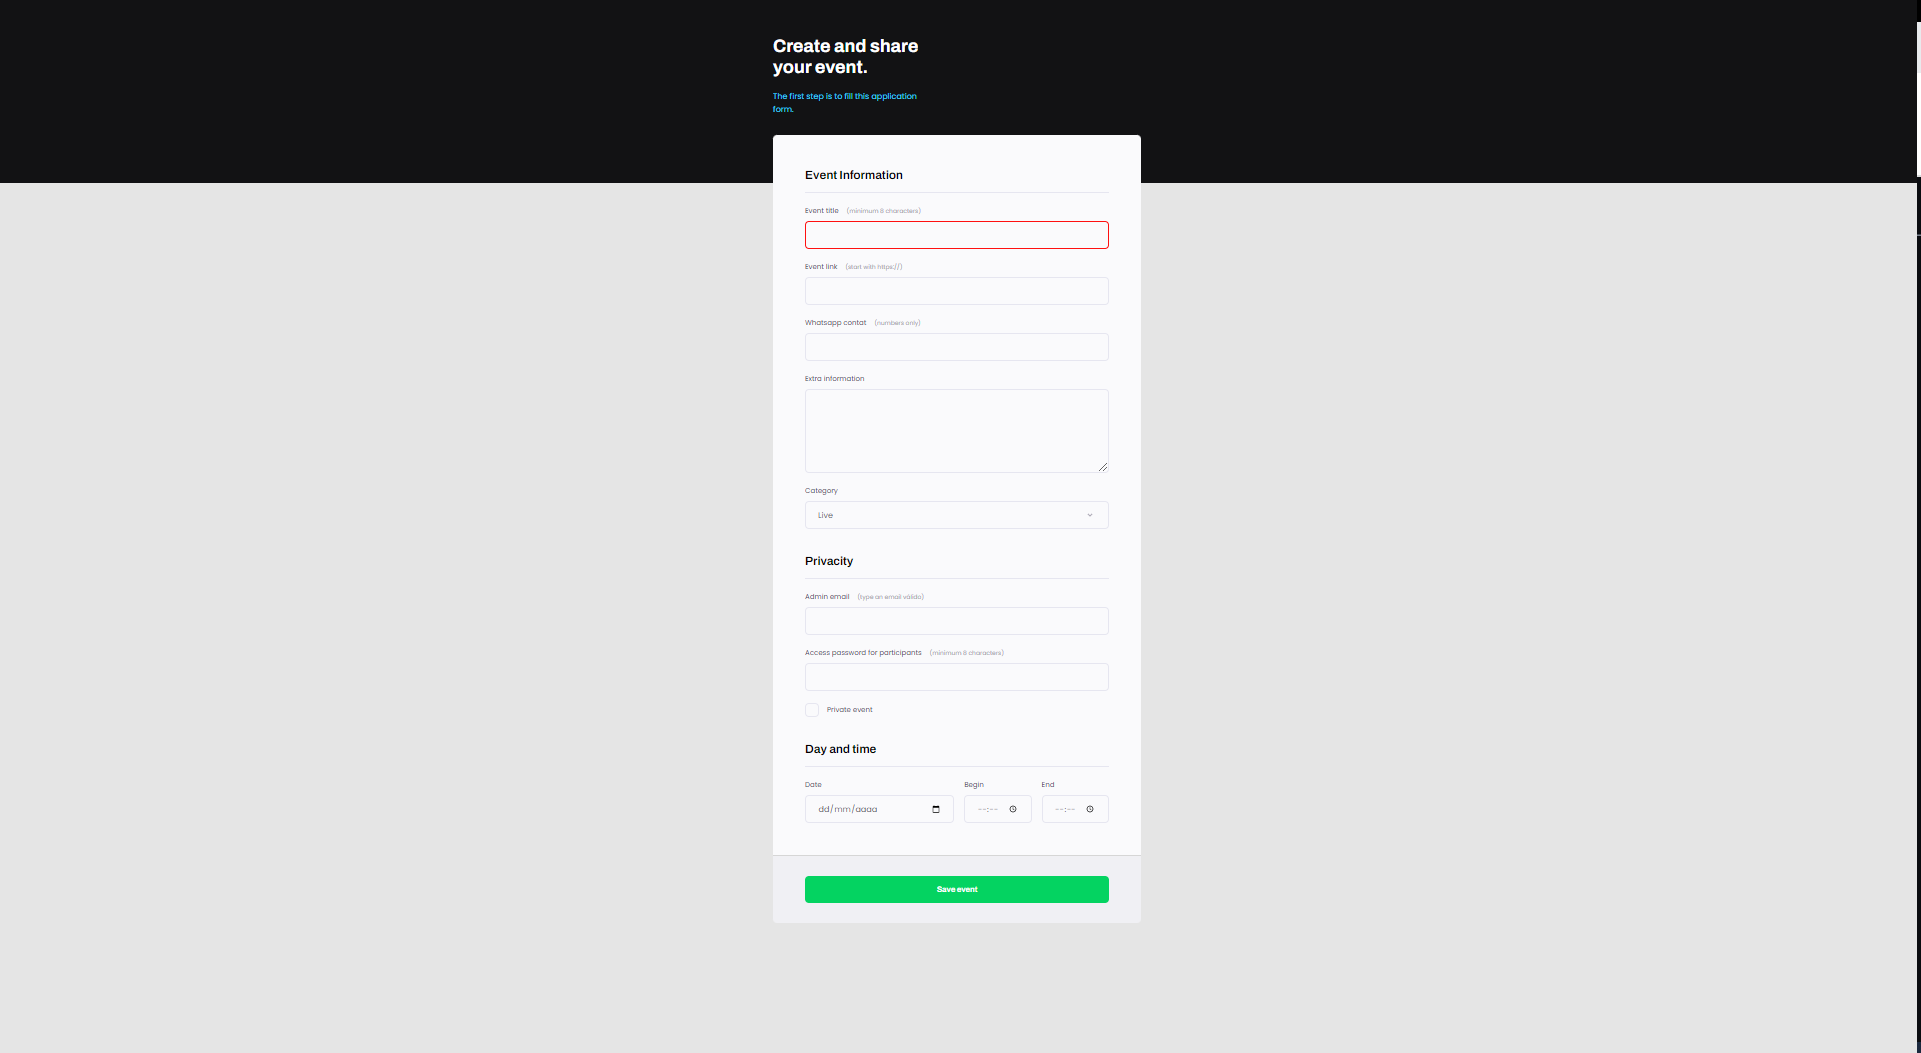 Create and share
your event.
The first step is to fill this application
form.
Event Information
Event title (minimum 8 characters)
Event link (start with https://)
Whatsapp contat (numbers only)
Extra information
Category
Live
Privacity
Admin email (type an email válido)
Access password for participants (minimum 8 characters)
Private event
Day and time
Date Begin End
dd/mm/aaaa --:-- --:--
Save event